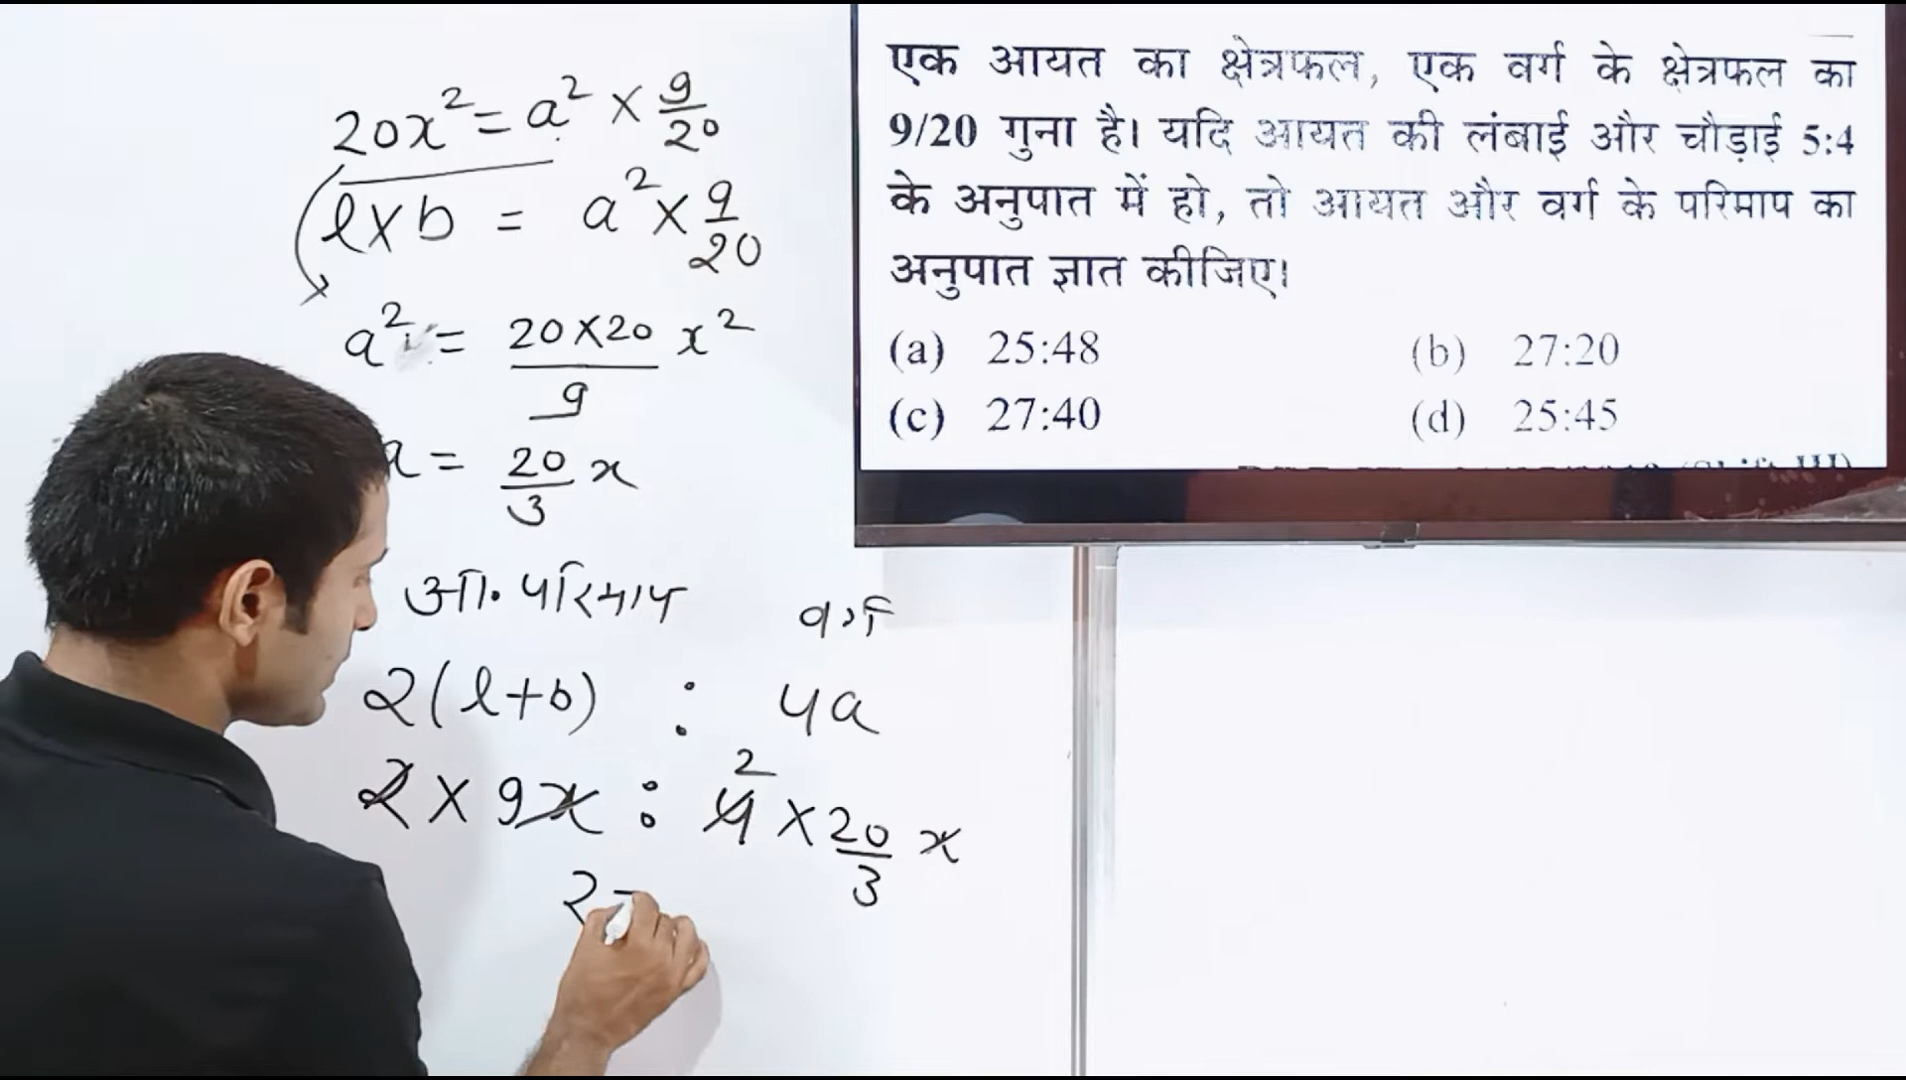 20x² = a² × 9/20
l×b = a² × 9/20
a² = 20×20/9 x²
a = 20/3 x
आ. परिमाप वर्ग
2(l+b) : 4a
2 × 9x : 4 2 × 20/3 x
27
एक आयत का क्षेत्रफल, एक वर्ग के क्षेत्रफल का
9/20 गुना है। यदि आयत की लंबाई और चौड़ाई 5:4
के अनुपात में हो, तो आयत और वर्ग के परिमाप का
अनुपात ज्ञात कीजिए।
(a) 25:48 (b) 27:20
(c) 27:40 (d) 25:45